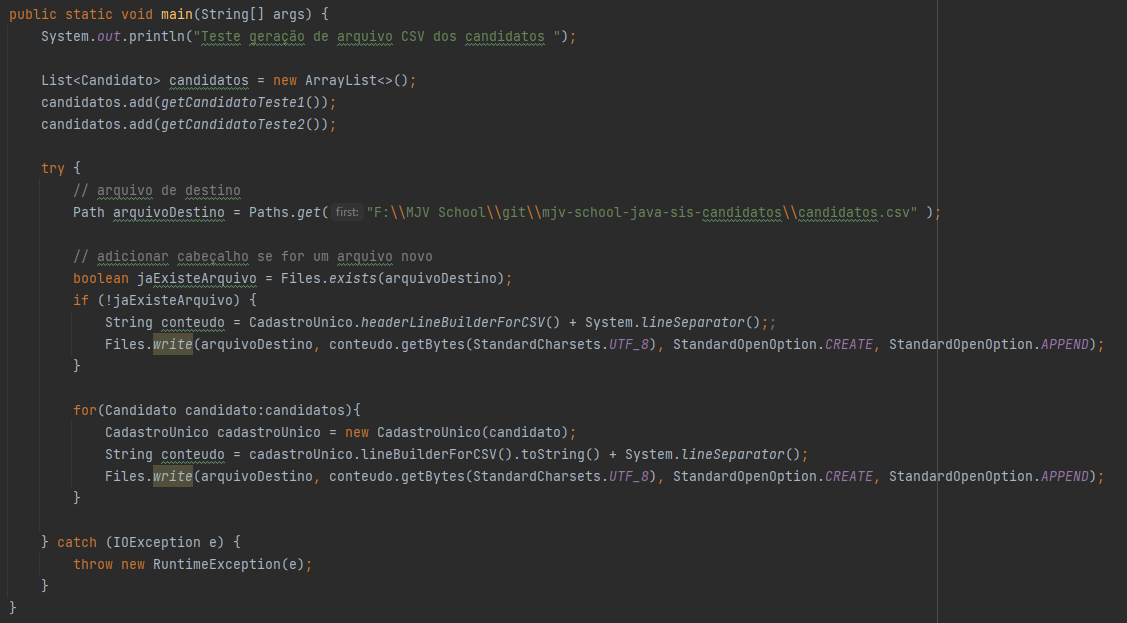 public static void main(String[] args) {
    System.out.println("Teste geração de arquivo CSV dos candidatos ");
    List<Candidato> candidatos = new ArrayList<>();
    candidatos.add(getCandidatoTeste1());
    candidatos.add(getCandidatoTeste2());
    try {
        // arquivo de destino
        Path arquivoDestino = Paths.get( first: "F:\\MJV School\\git\\mjv-school-java-sis-candidatos\\candidatos.csv" );
        // adicionar cabeçalho se for um arquivo novo
        boolean jaExisteArquivo = Files.exists(arquivoDestino);
        if (!jaExisteArquivo) {
            String conteudo = CadastroUnico.headerLineBuilderForCSV() + System.lineSeparator();;
            Files.write(arquivoDestino, conteudo.getBytes(StandardCharsets.UTF_8), StandardOpenOption.CREATE, StandardOpenOption.APPEND);
        }
        for(Candidato candidato:candidatos){
            CadastroUnico cadastroUnico = new CadastroUnico(candidato);
            String conteudo = cadastroUnico.lineBuilderForCSV().toString() + System.lineSeparator();
            Files.write(arquivoDestino, conteudo.getBytes(StandardCharsets.UTF_8), StandardOpenOption.CREATE, StandardOpenOption.APPEND);
        }
    } catch (IOException e) {
        throw new RuntimeException(e);
    }
}